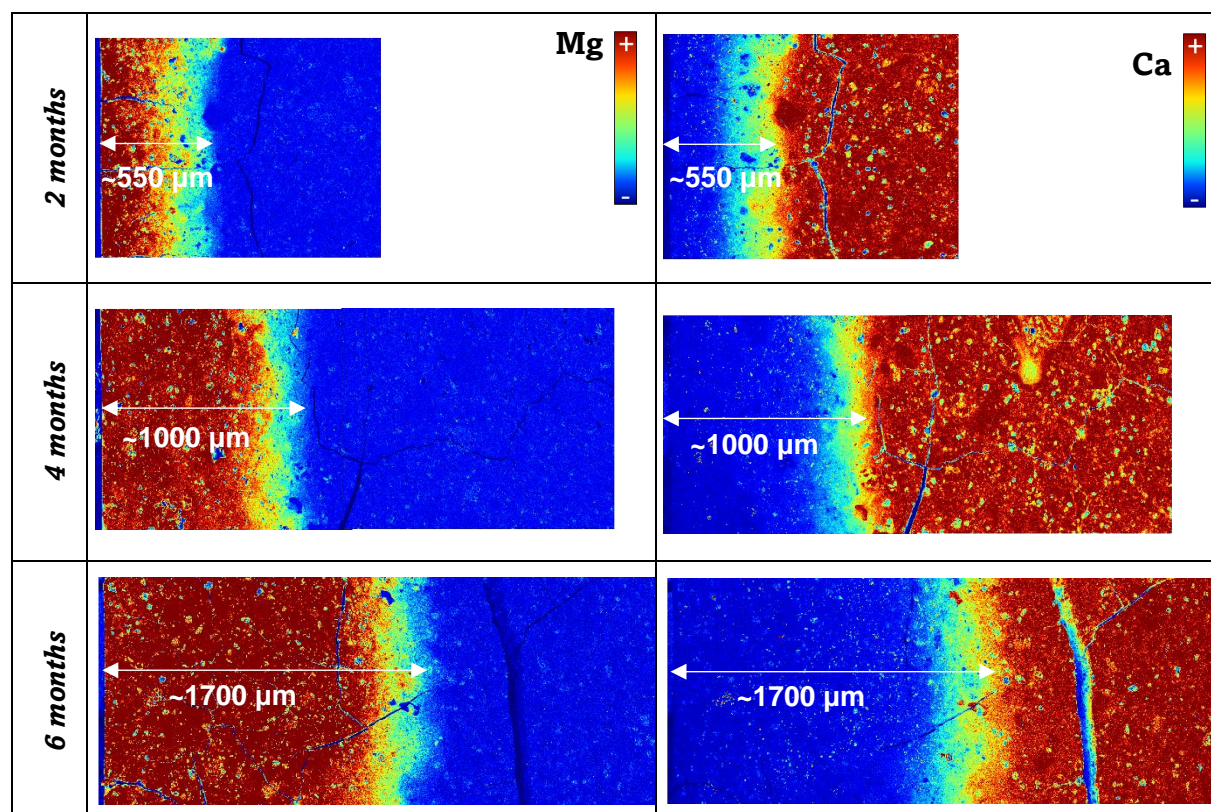 2 months
Mg
+
-
~550 µm
Ca
+
-
~550 µm
4 months
~1000 µm
~1000 µm
6 months
~1700 µm
~1700 µm